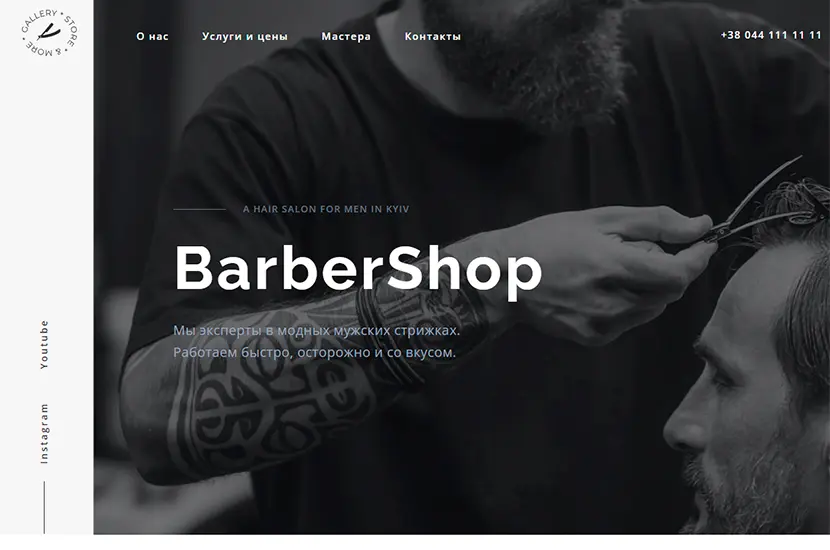 GALLERY • STORE • & MORE •
О нас
Услуги и цены
Мастера
Контакты
+38 044 111 11 11
A HAIR SALON FOR MEN IN KYIV
BarberShop
Мы эксперты в модных мужских стрижках.
Работаем быстро, осторожно и со вкусом.
Youtube
Instagram